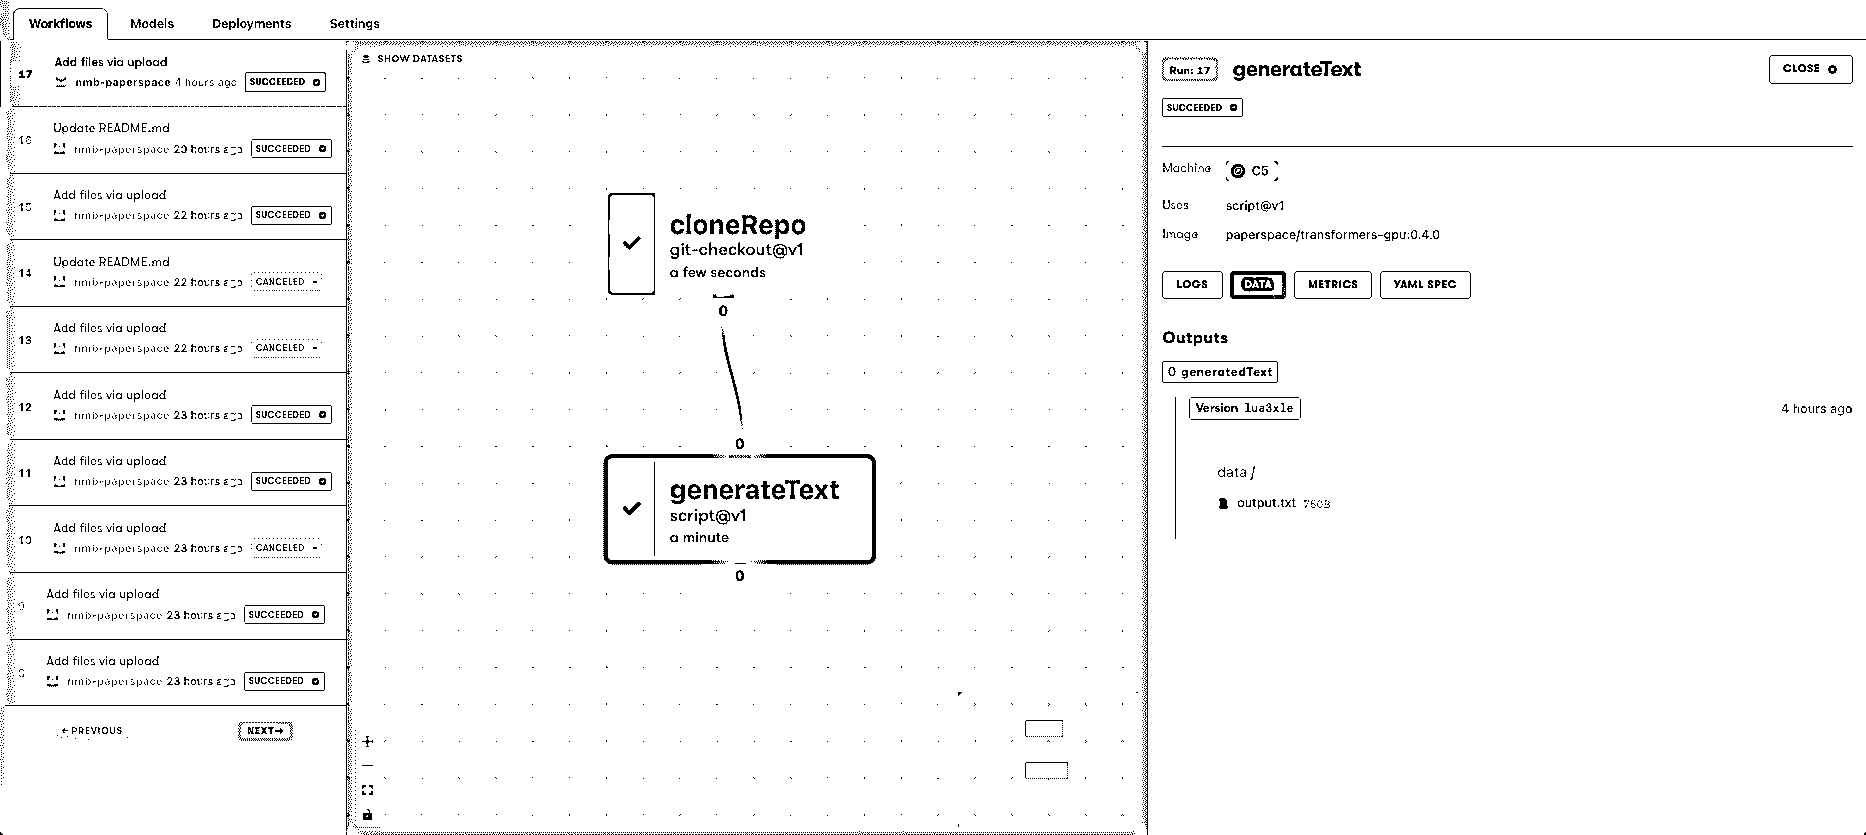 Workflows Models Deployments Settings
17 Add files via upload
nmb-paperspace 4 hours ago SUCCEEDED
16 Update README.md
nmb-paperspace 20 hours ago SUCCEEDED
15 Add files via upload
nmb-paperspace 22 hours ago SUCCEEDED
14 Update README.md
nmb-paperspace 22 hours ago CANCELED
13 Add files via upload
nmb-paperspace 22 hours ago CANCELED
12 Add files via upload
nmb-paperspace 23 hours ago SUCCEEDED
11 Add files via upload
nmb-paperspace 23 hours ago SUCCEEDED
10 Add files via upload
nmb-paperspace 23 hours ago CANCELED
9 Add files via upload
nmb-paperspace 23 hours ago SUCCEEDED
Add files via upload
nmb-paperspace 23 hours ago SUCCEEDED
←PREVIOUS NEXT→
SHOW DATASETS
cloneRepo
git-checkout@v1
a few seconds
0
0
generateText
script@v1
a minute
0
Run: 17 generateText CLOSE
SUCCEEDED
Machine C5
Uses script@v1
Image paperspace/transformers-gpu:0.4.0
LOGS DATA METRICS YAML SPEC
Outputs
0 generatedText
Version 4 hours ago
data /
output.txt